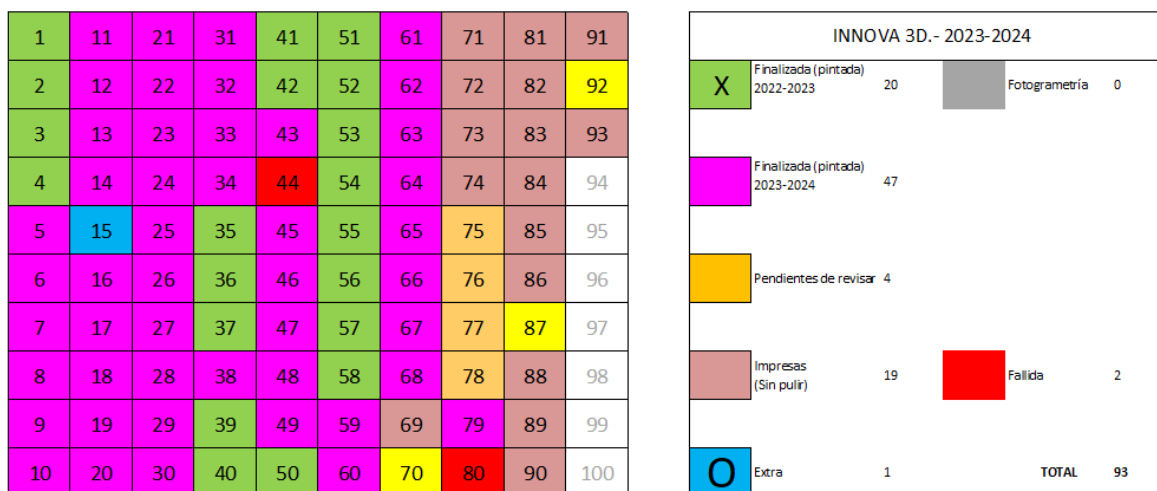 1 11 21 31 41 51 61 71 81 91
2 12 22 32 42 52 62 72 82 92
3 13 23 33 43 53 63 73 83 93
4 14 24 34 44 54 64 74 84 94
5 15 25 35 45 55 65 75 85 95
6 16 26 36 46 56 66 76 86 96
7 17 27 37 47 57 67 77 87 97
8 18 28 38 48 58 68 78 88 98
9 19 29 39 49 59 69 79 89 99
10 20 30 40 50 60 70 80 90 100
INNOVA 3D.- 2023-2024
X Finalizada (pintada)
2022-2023 20 Fotogrametría 0
Finalizada (pintada)
2023-2024 47
Pendientes de revisar 4
Impresas
(Sin pulir) 19 Fallida 2
O Extra 1 TOTAL 93